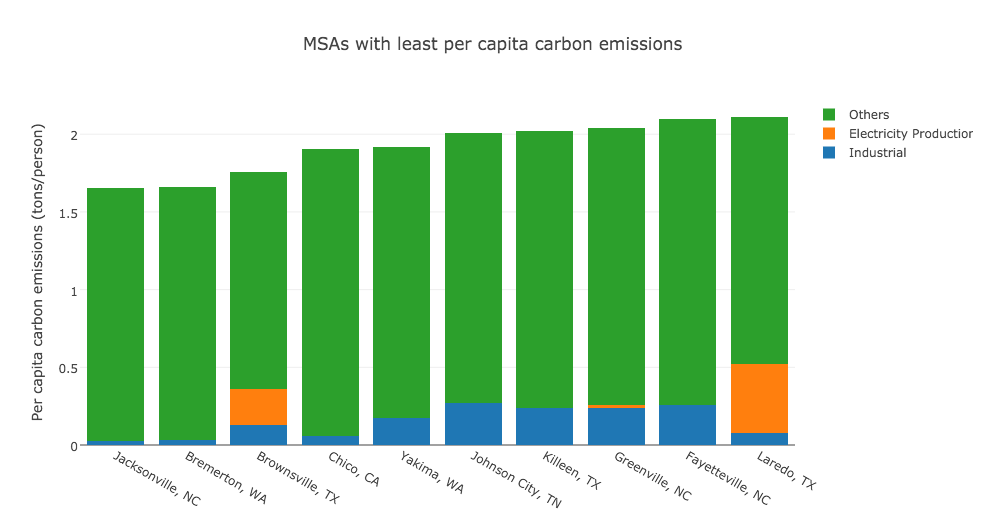 MSAs with least per capita carbon emissions
Others
Electricity Production
Industrial
Per capita carbon emissions (tons/person)
2
1.5
1
0.5
0
Jacksonville, NC
Bremerton, WA
Brownsville, TX
Chico, CA
Yakima, WA
Johnson City, TN
Killeen, TX
Greenville, NC
Fayetteville, NC
Laredo, TX